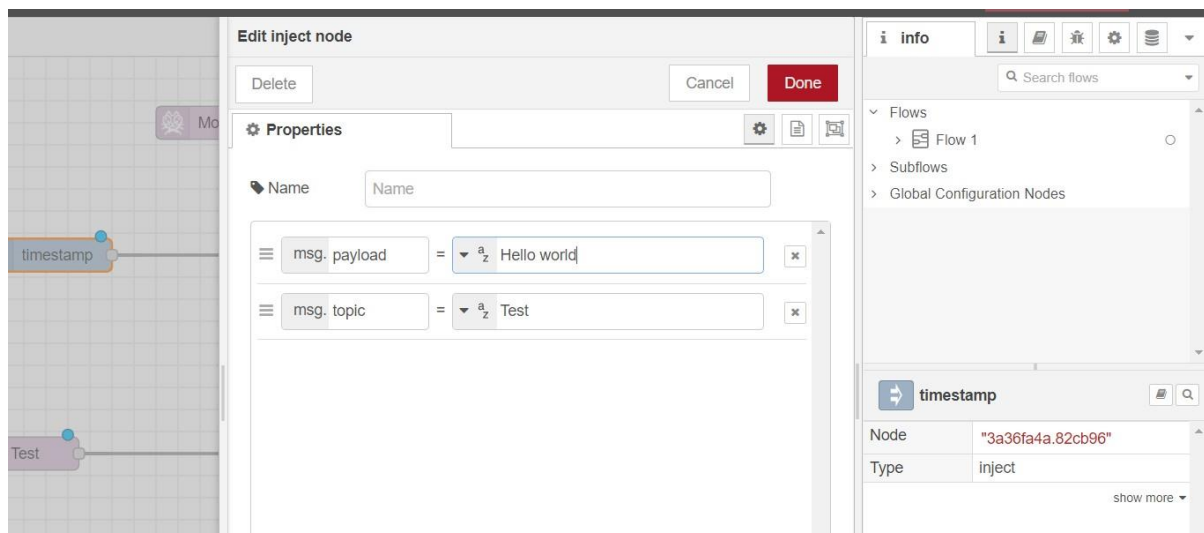 Edit inject node
Delete
Cancel
Done
Properties
Name
Name
msg. payload = a z Hello world
msg. topic = a z Test
Mo
timestamp
Test
i info
i
Search flows
Flows
Flow 1
Subflows
Global Configuration Nodes
timestamp
Node "3a36fa4a.82cb96"
Type inject
show more